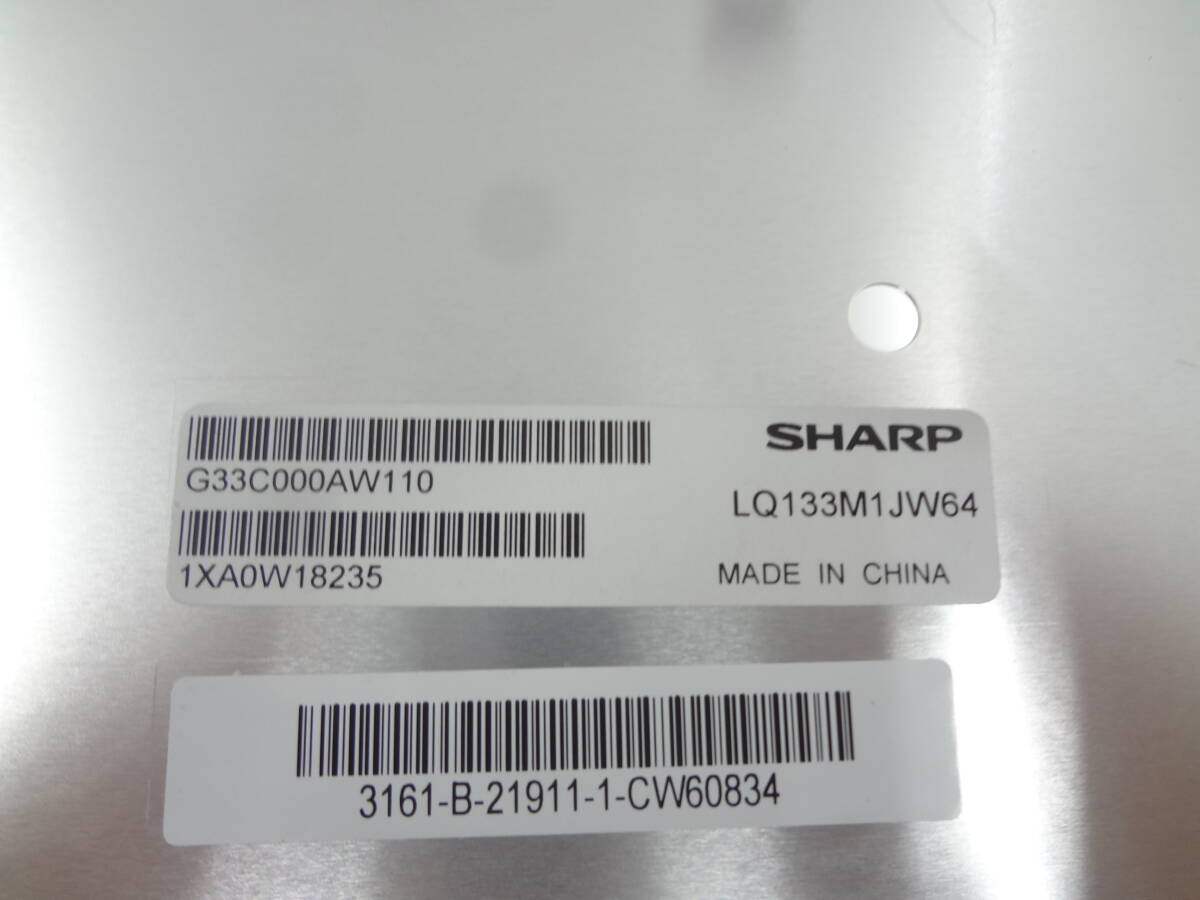 G33C000AW110
1XA0W18235
SHARP
LQ133M1JW64
MADE IN CHINA
3161-B-21911-1-CW60834